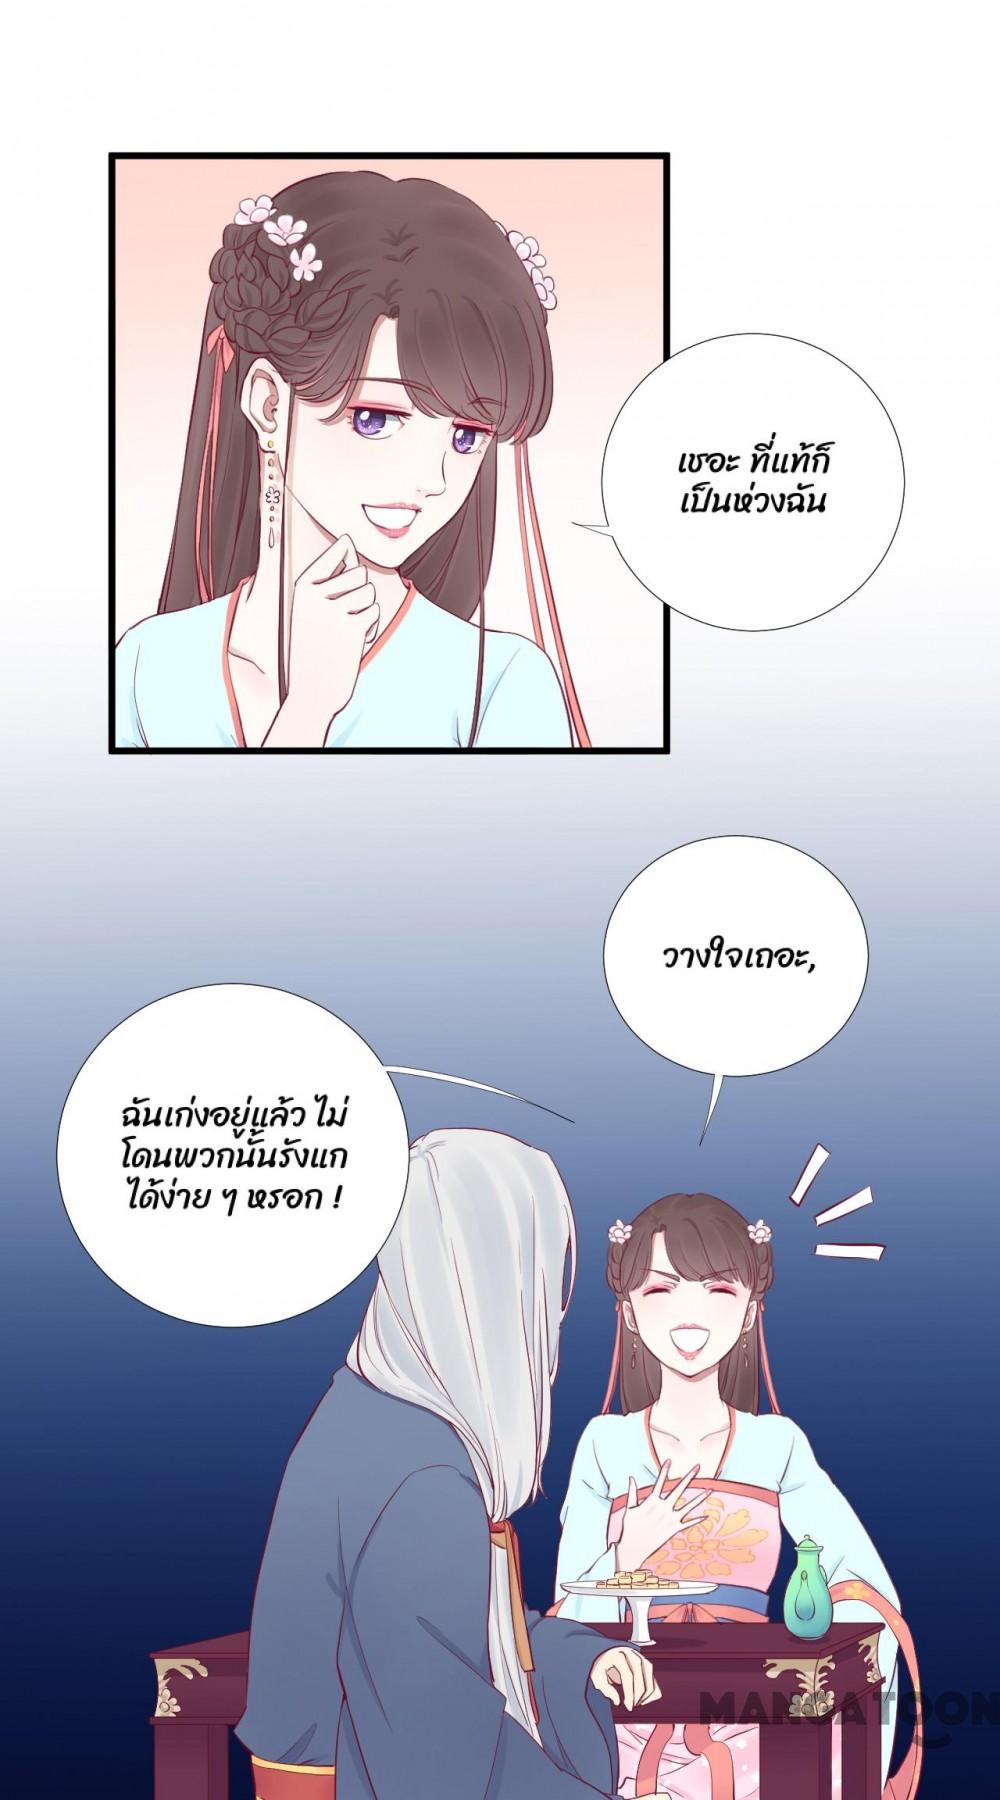 เชอะ ที่แท้ก็
เป็นห่วงฉัน
วางใจเถอะ,
ฉันเก่งอยู่แล้ว ไม่
โดนพวกนั้นรังแก
ได้ง่าย ๆ หรอก !
MANGATOON